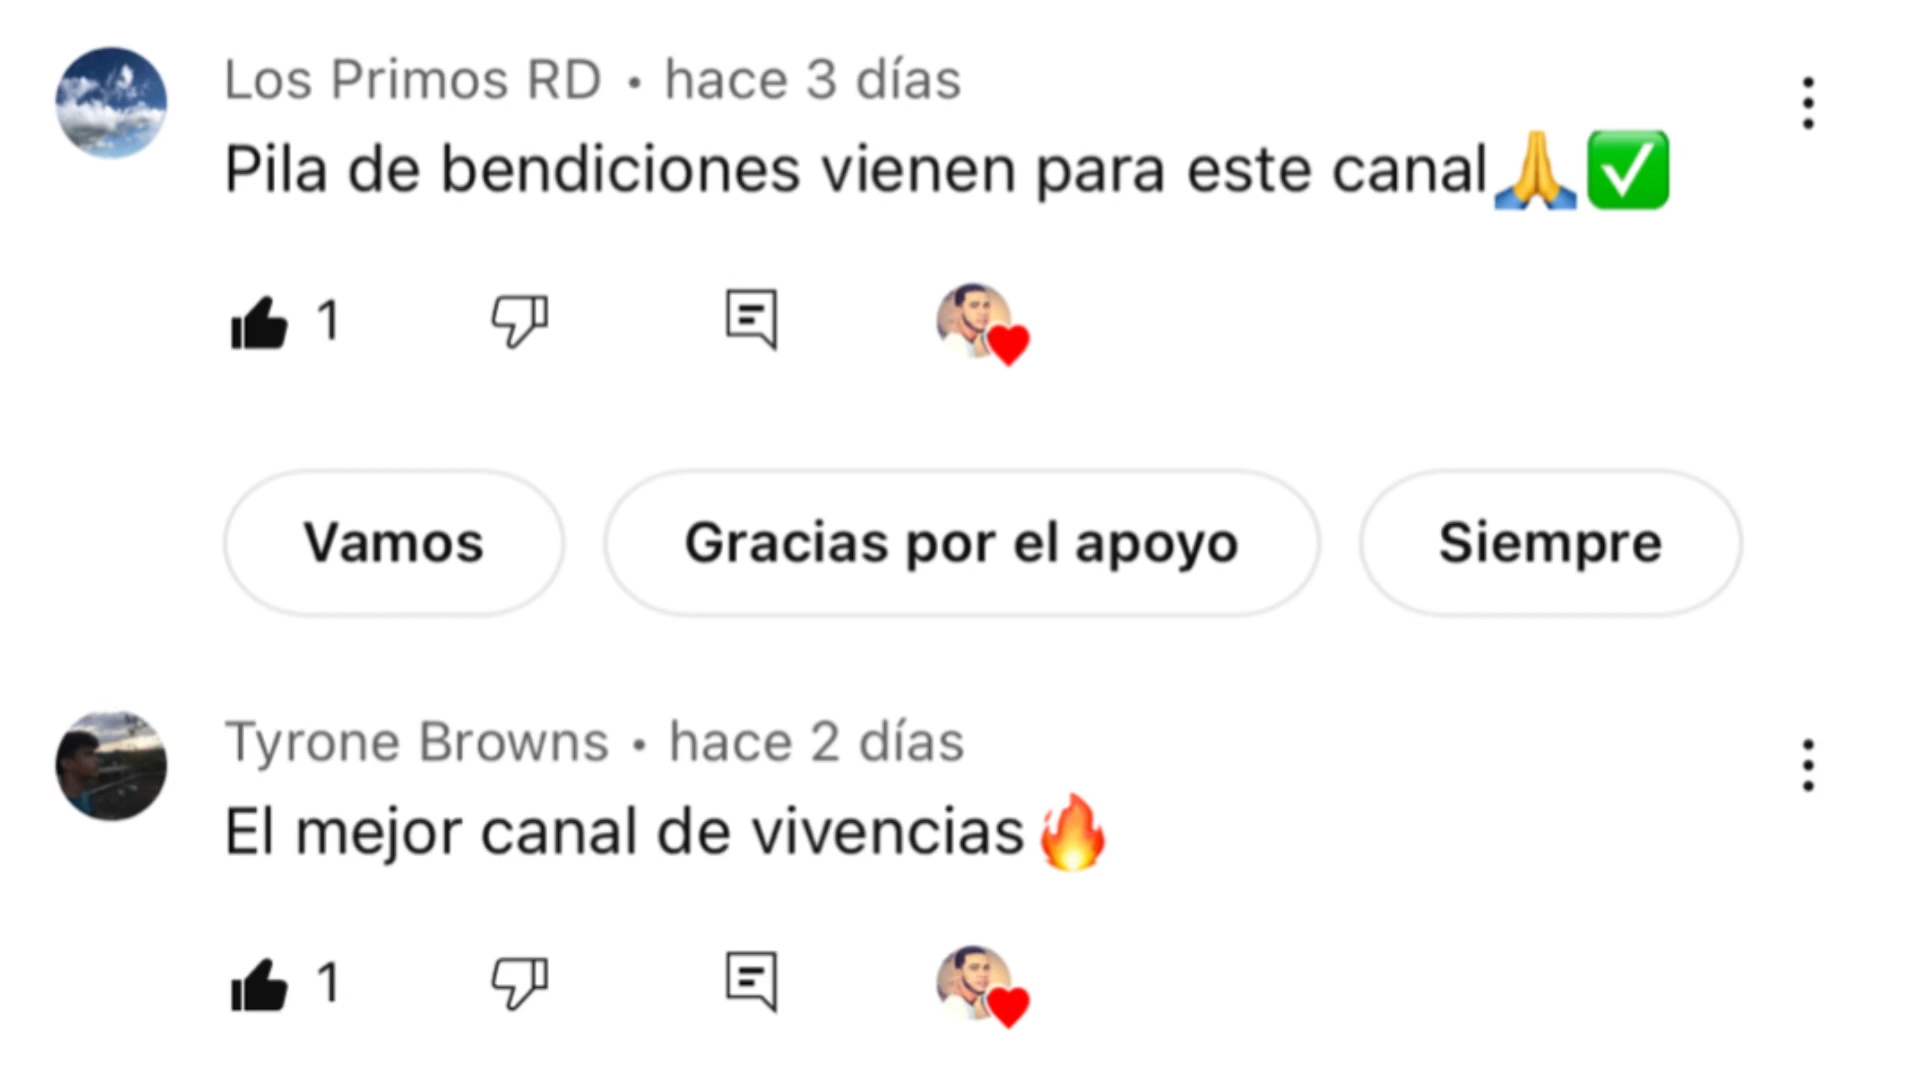 Los Primos RD • hace 3 días
Pila de bendiciones vienen para este canal🙏✅
1
Vamos
Gracias por el apoyo
Siempre
Tyrone Browns • hace 2 días
El mejor canal de vivencias🔥
1